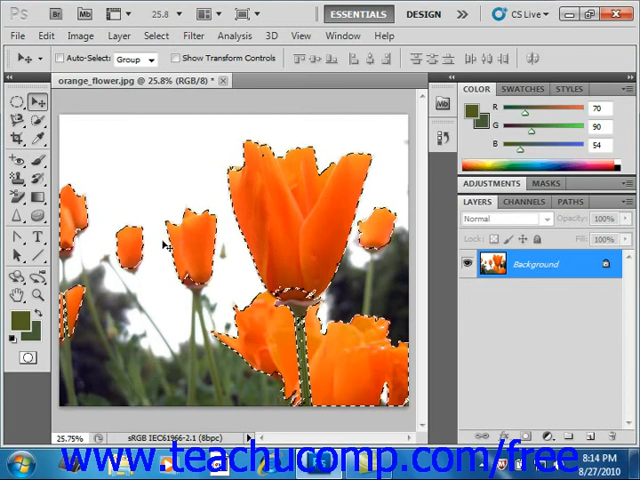 Ps Br Mb 25.8 ESSENTIALS DESIGN CS Live
File Edit Image Layer Select Filter Analysis 3D View Window Help
Auto-Select: Group Show Transform Controls
orange_flower.jpg @ 25.8% (RGB/8) *
COLOR SWATCHES STYLES
R 70
G 90
B 54
ADJUSTMENTS MASKS
LAYERS CHANNELS PATHS
Normal Opacity: 100%
Lock: Fill: 100%
Background
25.75% sRGB IEC61966-2.1 (8bpc)
www.teachucomp.com/free
8:14 PM
8/27/2010